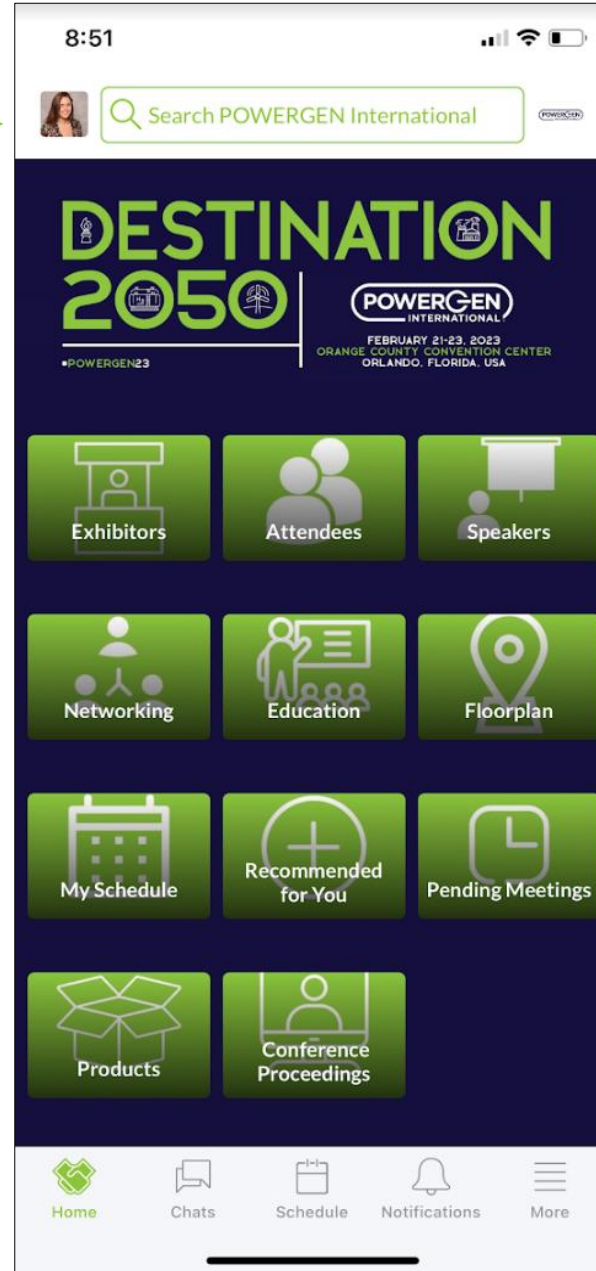 8:51
Search POWERGEN International
POWERGEN
DESTINATION
2050
POWERGEN
INTERNATIONAL
FEBRUARY 21-23, 2023
ORANGE COUNTY CONVENTION CENTER
ORLANDO, FLORIDA, USA
#POWERGEN23
Exhibitors
Attendees
Speakers
Networking
Education
Floorplan
My Schedule
Recommended
for You
Pending Meetings
Products
Conference
Proceedings
Home
Chats
Schedule
Notifications
More